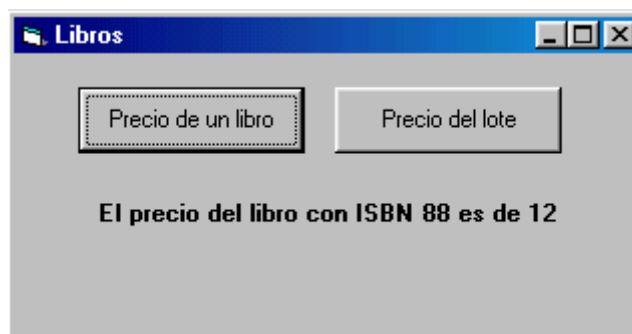 Libros
Precio de un libro
Precio del lote
El precio del libro con ISBN 88 es de 12